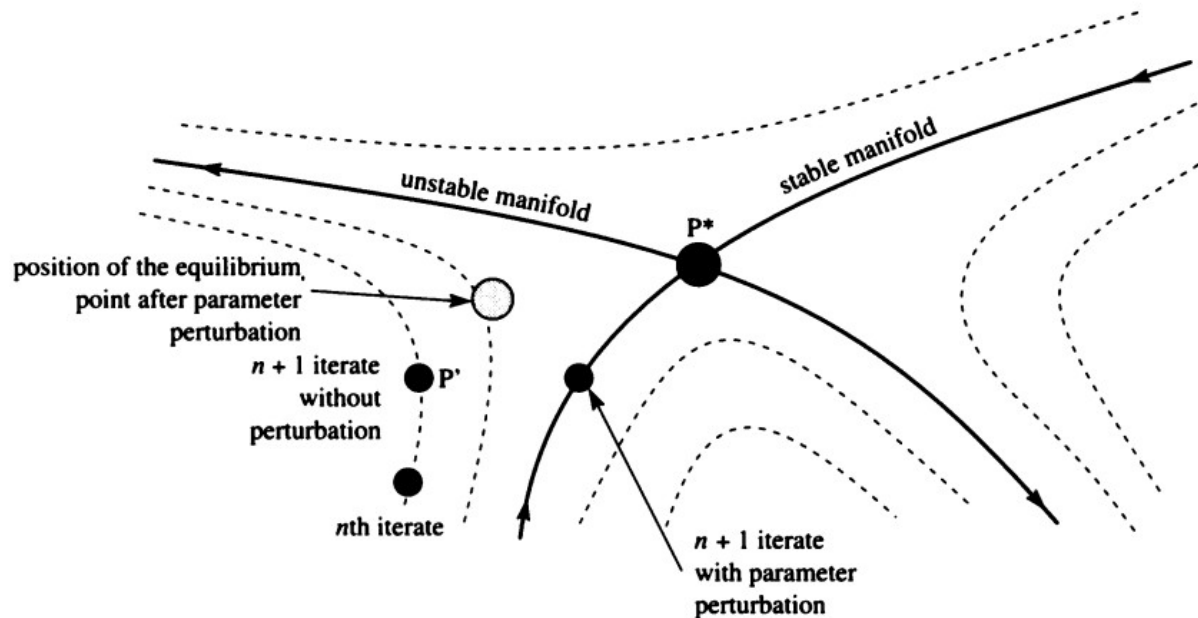 stable manifold
unstable manifold
P*
position of the equilibrium
point after parameter
perturbation
n + 1 iterate
without
perturbation
P'
nth iterate
n + 1 iterate
with parameter
perturbation